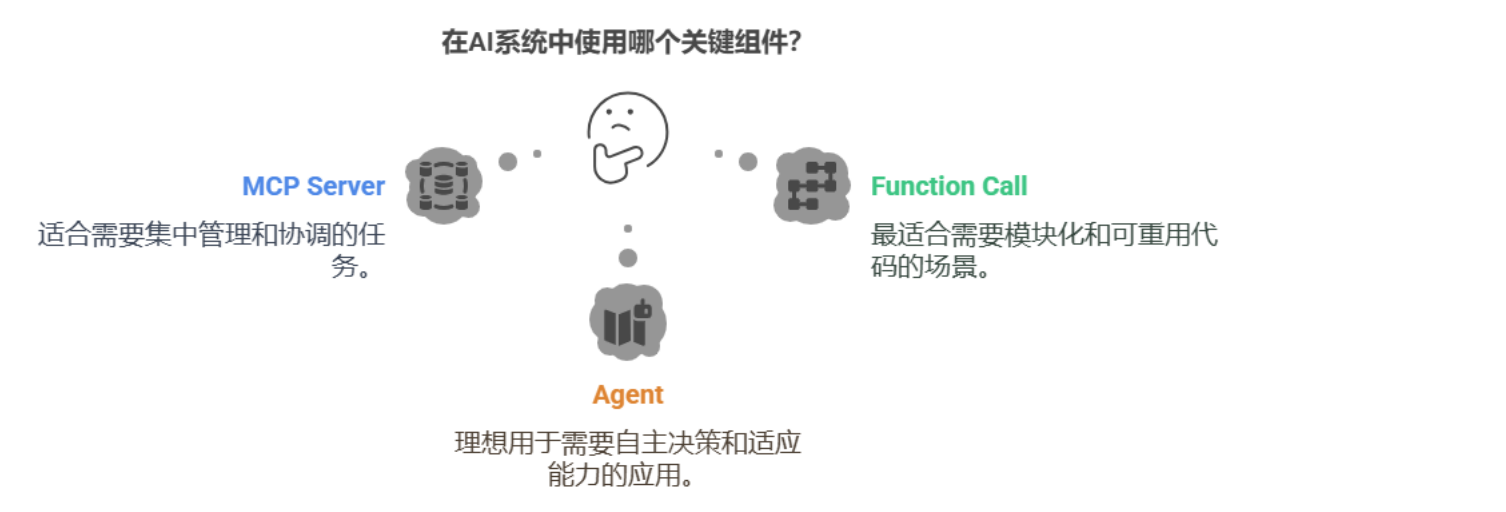 在AI系统中使用哪个关键组件?
MCP Server
适合需要集中管理和协调的任
务。
Function Call
最适合需要模块化和可重用代
码的场景。
Agent
理想用于需要自主决策和适应
能力的应用。